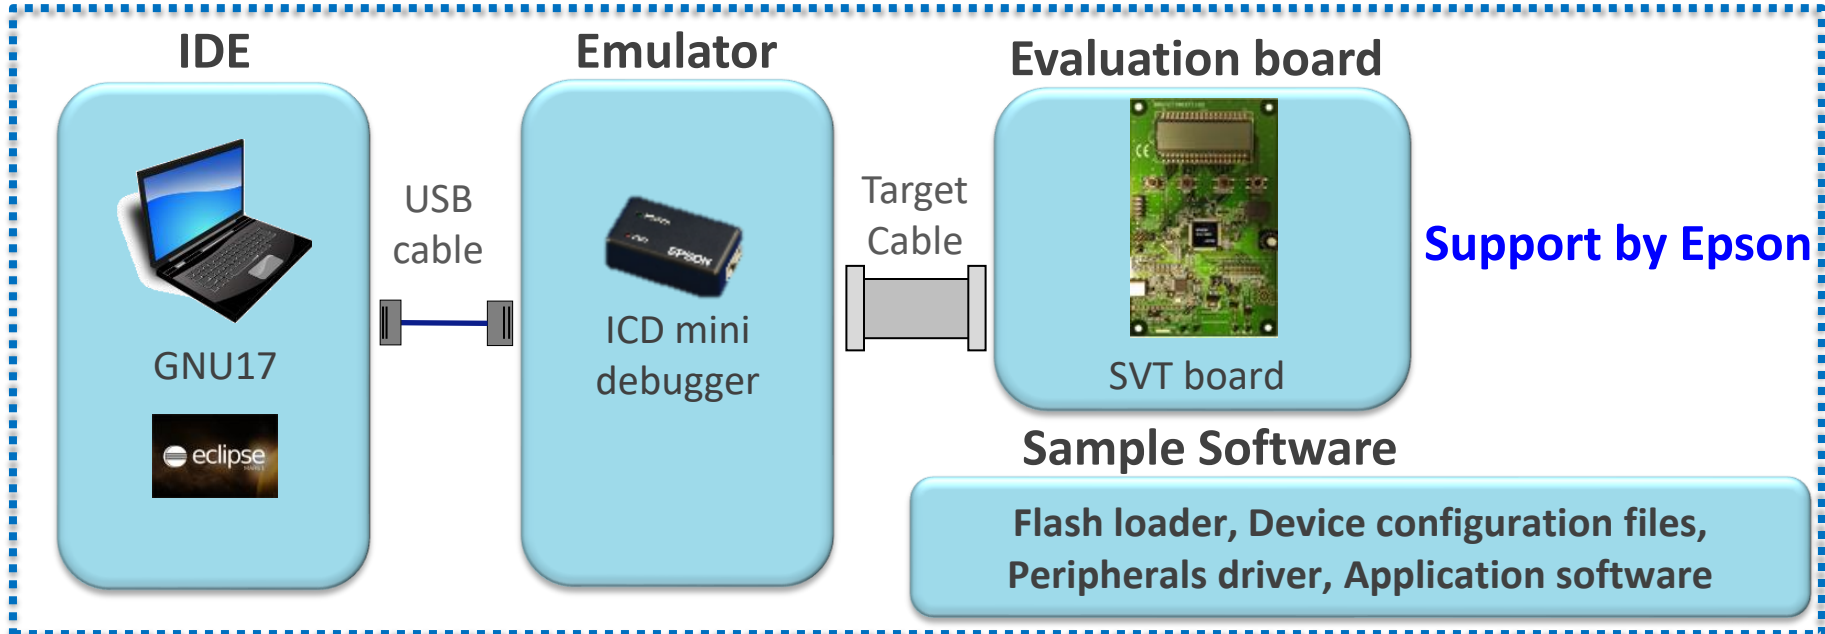 IDE
Emulator
Evaluation board
USB
cable
Target
Cable
EPSON
Support by Epson
GNU17
ICD mini
debugger
SVT board
eclipse
Sample Software
Flash loader, Device configuration files,
Peripherals driver, Application software